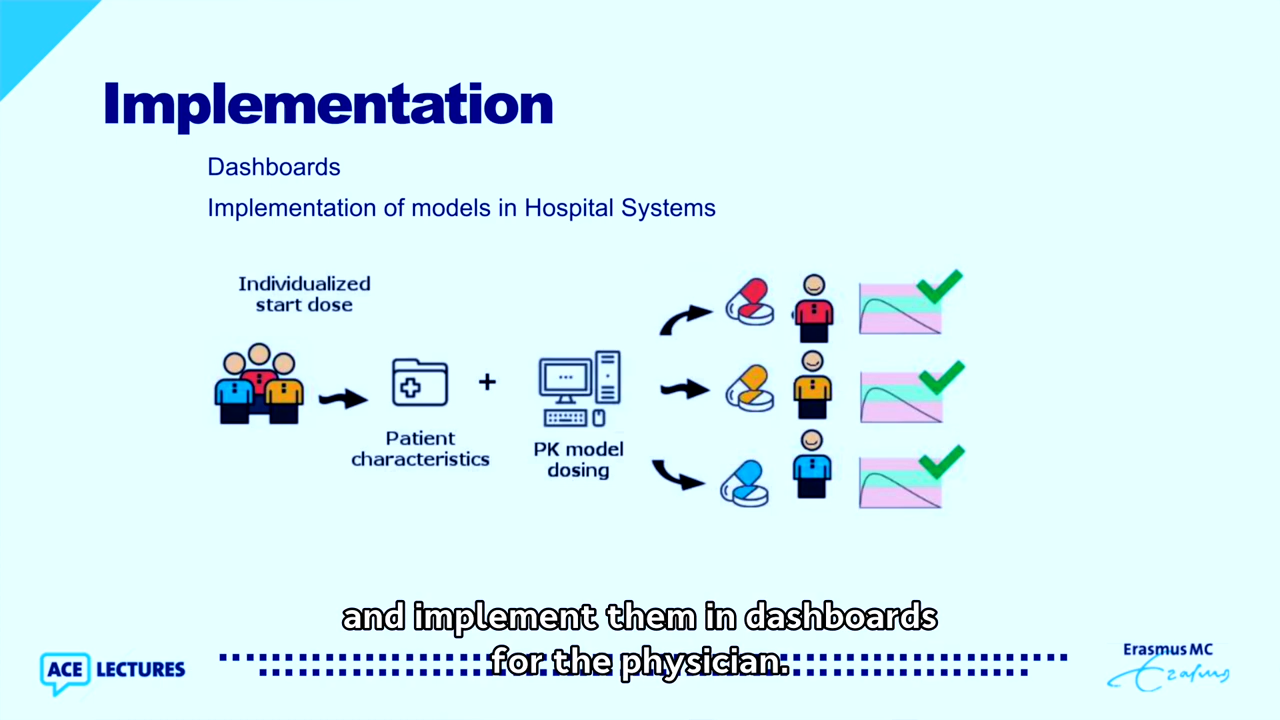 Implementation
Dashboards
Implementation of models in Hospital Systems
Individualized
start dose
+
Patient
characteristics
PK model
dosing
and implement them in dashboards
for the physician.
ACE LECTURES
Erasmus MC
Erasmus